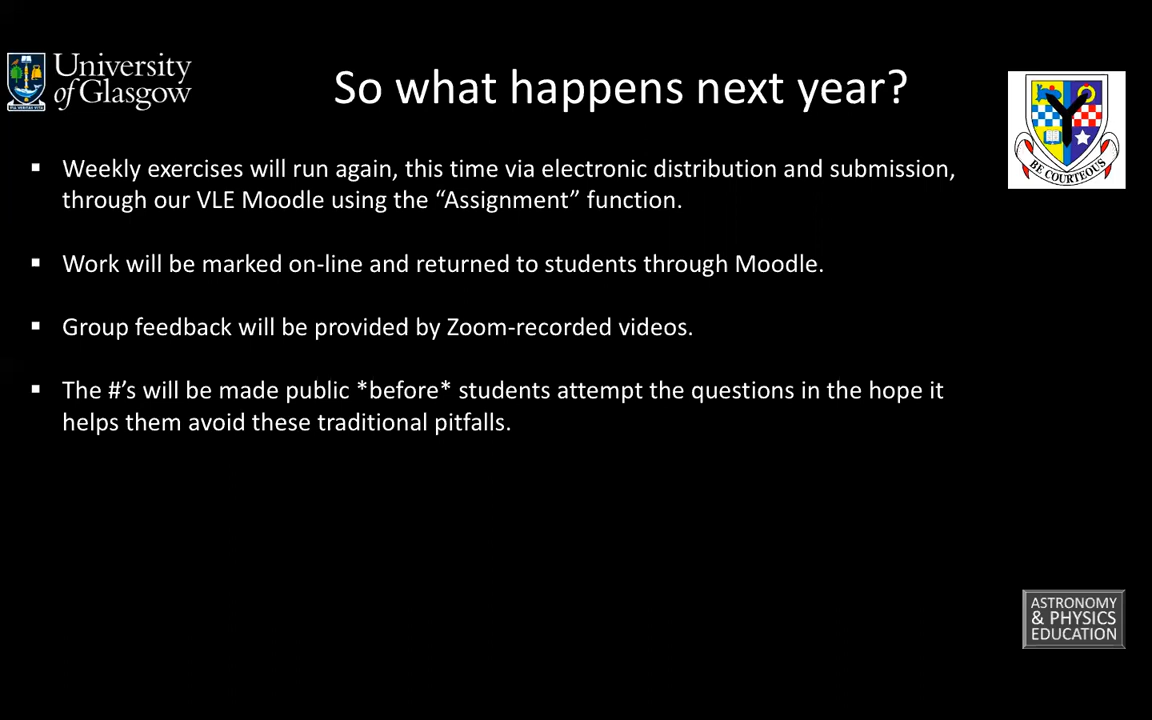 University
of Glasgow
VIA VERITAS VITA
So what happens next year?
BE COURTEOUS
▪ Weekly exercises will run again, this time via electronic distribution and submission,
through our VLE Moodle using the “Assignment” function.
▪ Work will be marked on-line and returned to students through Moodle.
▪ Group feedback will be provided by Zoom-recorded videos.
▪ The #’s will be made public *before* students attempt the questions in the hope it
helps them avoid these traditional pitfalls.
ASTRONOMY
& PHYSICS
EDUCATION